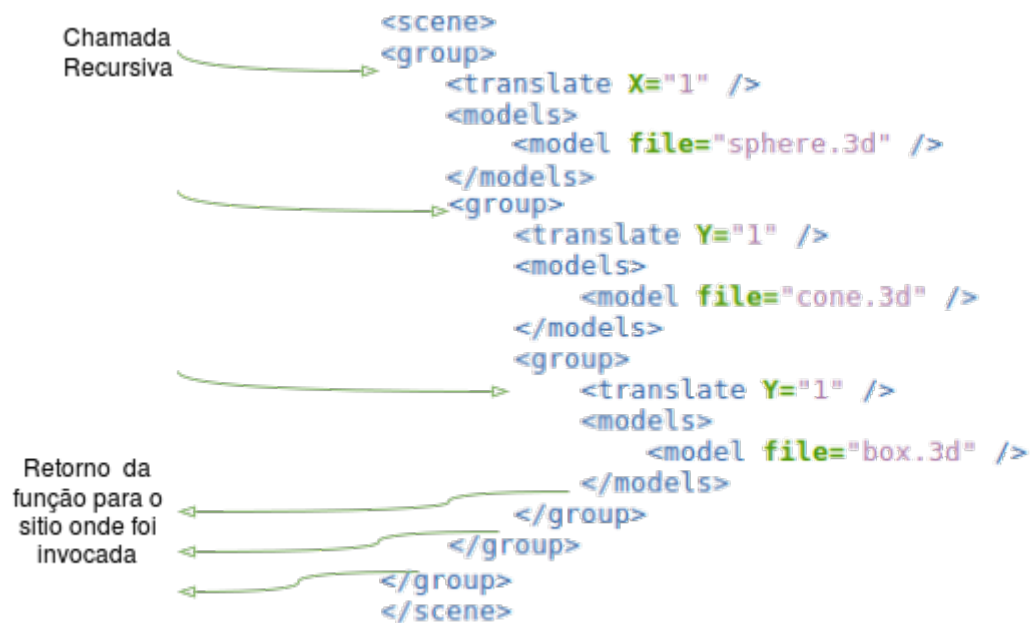 Chamada
Recursiva
<scene>
<group>
<translate X="1" />
<models>
<model file="sphere.3d" />
</models>
<group>
<translate Y="1" />
<models>
<model file="cone.3d" />
</models>
<group>
<translate Y="1" />
<models>
<model file="box.3d" />
</models>
</group>
</group>
</group>
</scene>
Retorno da
função para o
sitio onde foi
invocada